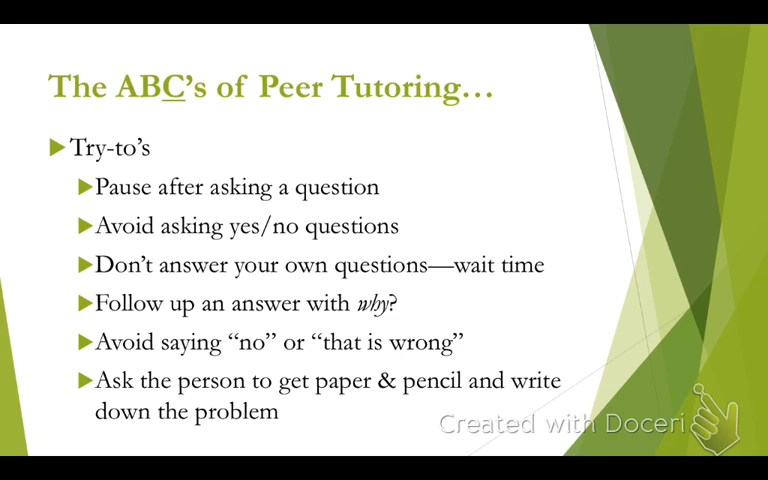 The ABC’s of Peer Tutoring…
Try-to’s
Pause after asking a question
Avoid asking yes/no questions
Don’t answer your own questions—wait time
Follow up an answer with why?
Avoid saying “no” or “that is wrong”
Ask the person to get paper & pencil and write
down the problem
Created with Doceri